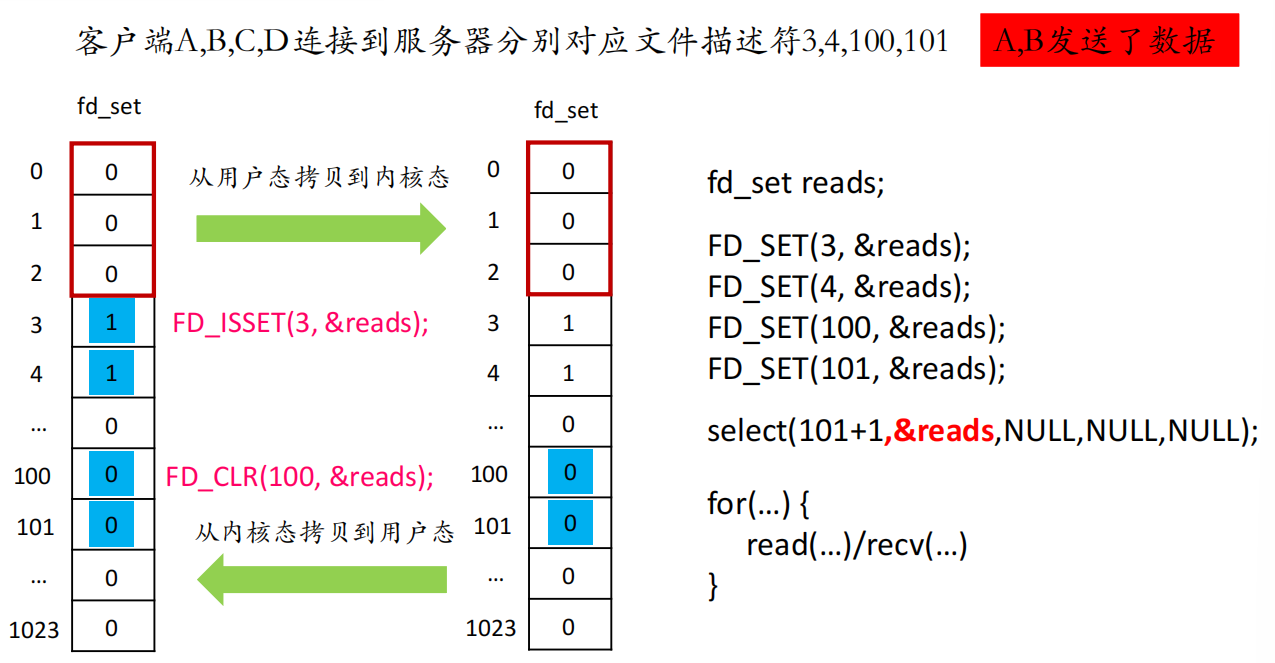 客户端A,B,C,D连接到服务器分别对应文件描述符3,4,100,101
A,B发送了数据
fd_set
0 0
1 0
2 0
3 1
4 1
... 0
100 0
101 0
... 0
1023 0
从用户态拷贝到内核态
FD_ISSET(3, &reads);
FD_CLR(100, &reads);
从内核态拷贝到用户态
fd_set
0 0
1 0
2 0
3 1
4 1
... 0
100 0
101 0
... 0
1023 0
fd_set reads;
FD_SET(3, &reads);
FD_SET(4, &reads);
FD_SET(100, &reads);
FD_SET(101, &reads);
select(101+1,&reads,NULL,NULL,NULL);
for(...) {
read(...)/recv(...)
}